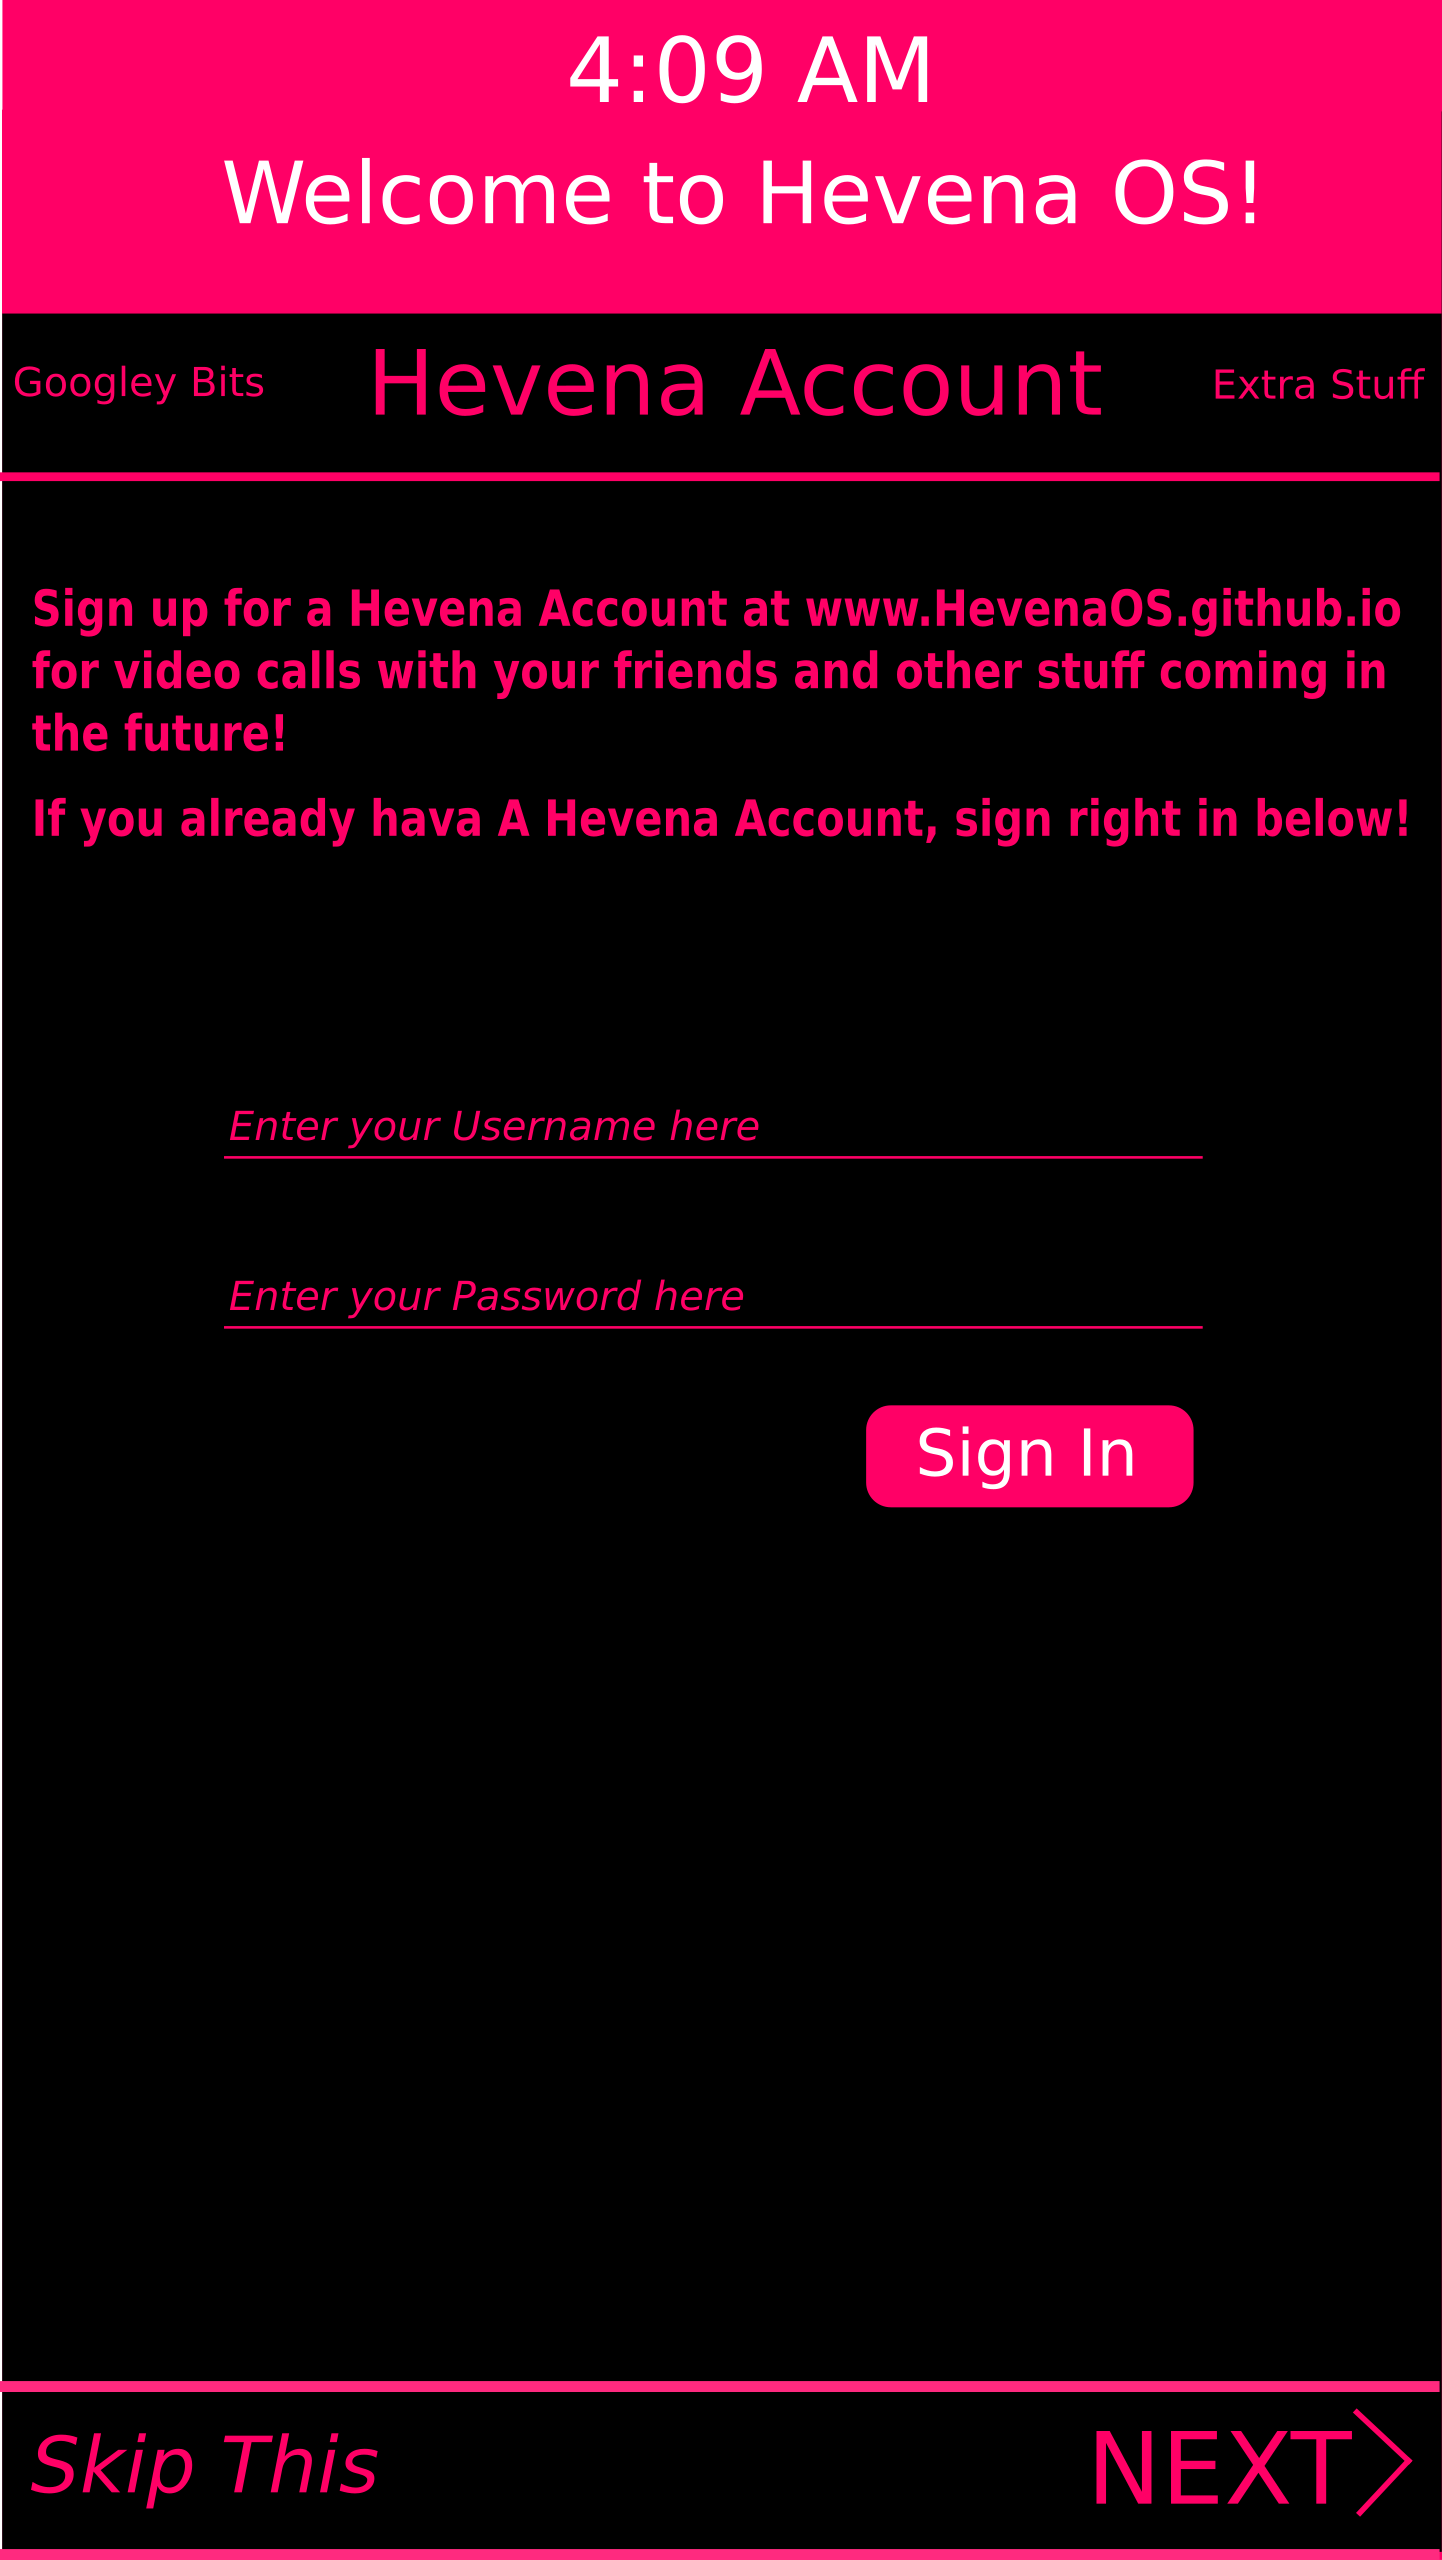 4:09 AM
Welcome to Hevena OS!
Googley Bits
Hevena Account
Extra Stuff
Sign up for a Hevena Account at www.HevenaOS.github.io
for video calls with your friends and other stuff coming in
the future!
If you already hava A Hevena Account, sign right in below!
Enter your Username here
Enter your Password here
Sign In
Skip This
NEXT